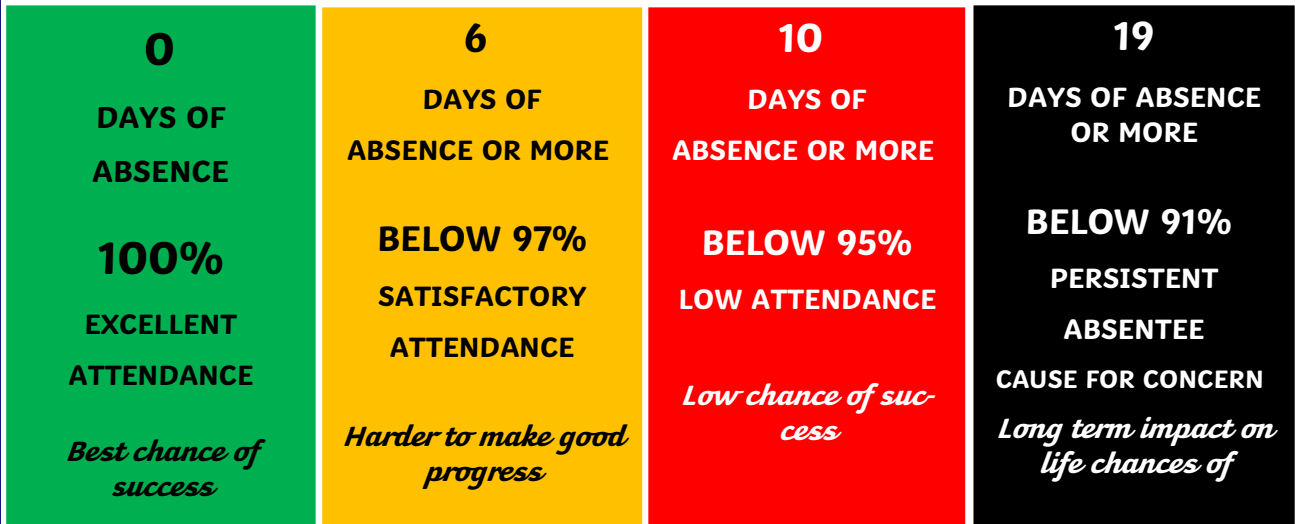 0
DAYS OF
ABSENCE
100%
EXCELLENT
ATTENDANCE
Best chance of
success
6
DAYS OF
ABSENCE OR MORE
BELOW 97%
SATISFACTORY
ATTENDANCE
Harder to make good
progress
10
DAYS OF
ABSENCE OR MORE
BELOW 95%
LOW ATTENDANCE
Low chance of suc-
cess
19
DAYS OF ABSENCE
OR MORE
BELOW 91%
PERSISTENT
ABSENTEE
CAUSE FOR CONCERN
Long term impact on
life chances of